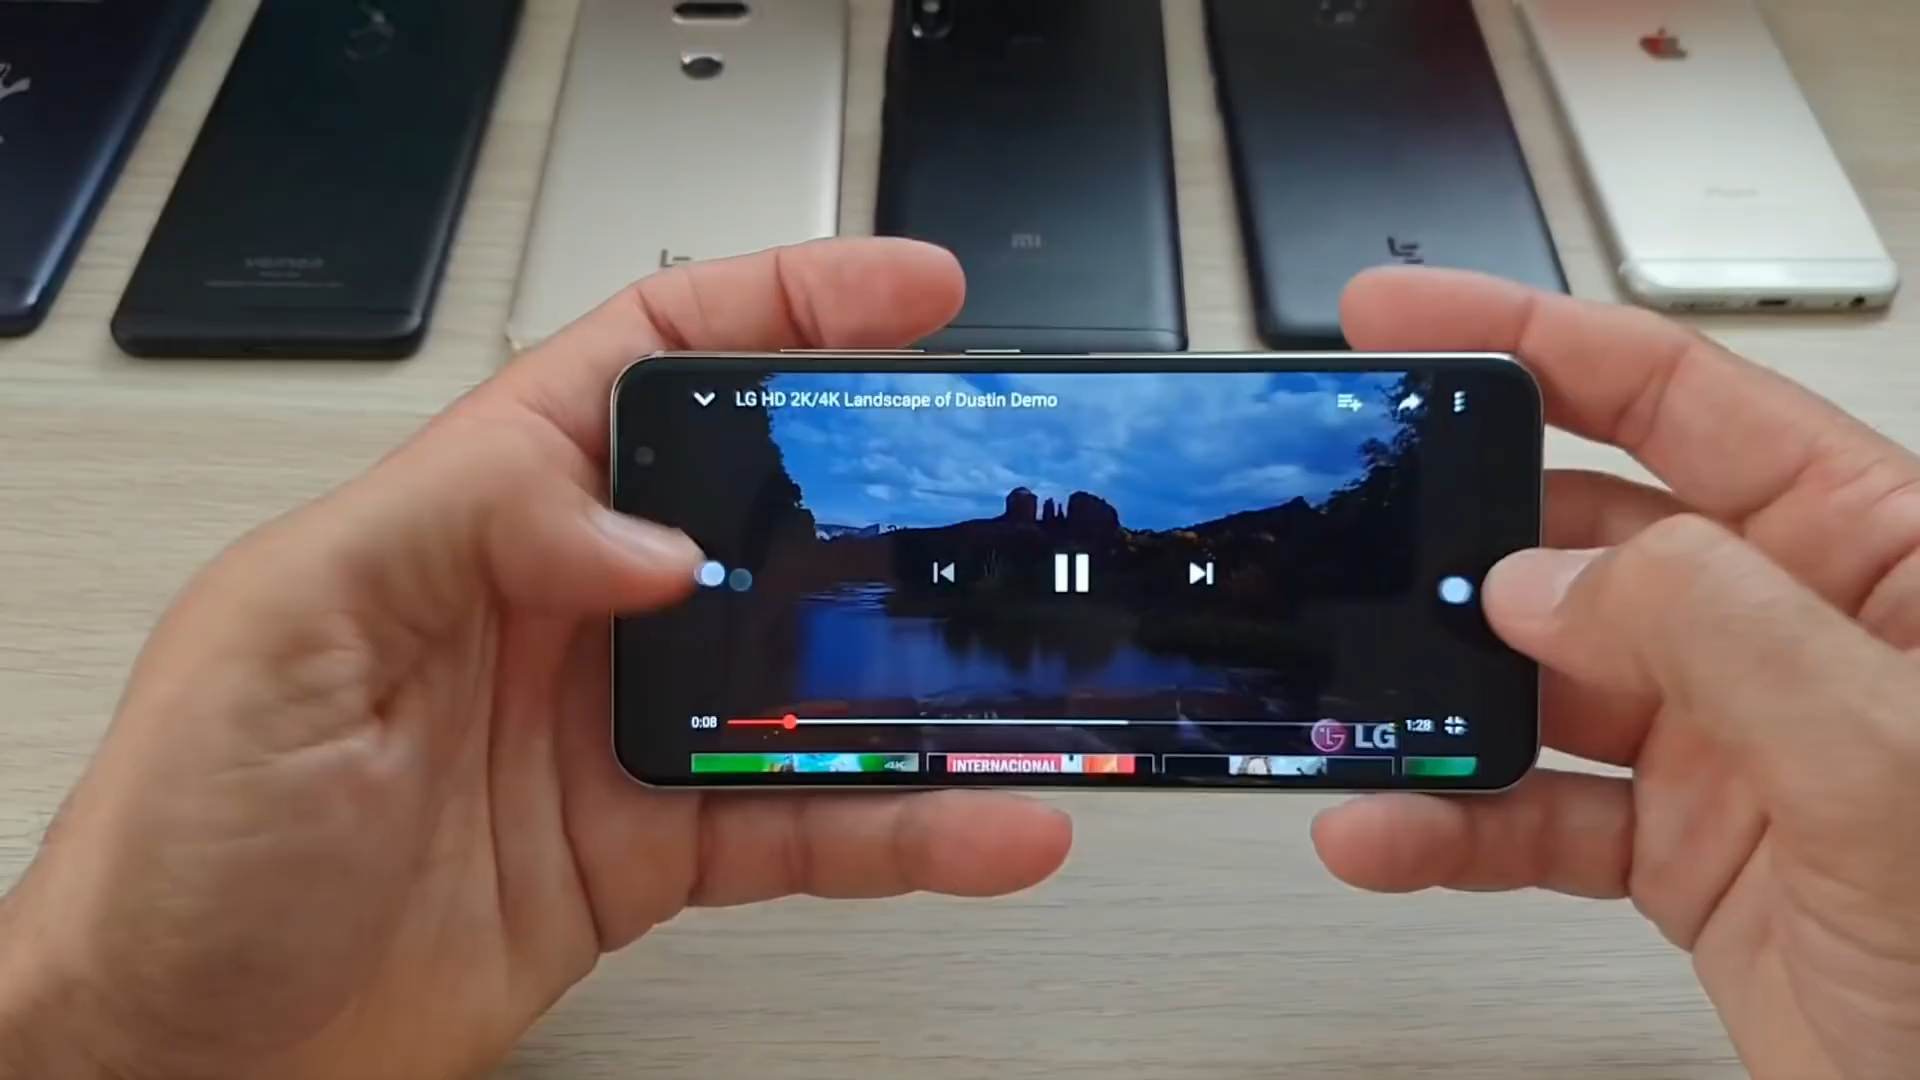 mi
LG HD 2K/4K Landscape of Dustin Demo
0:08
1:28
LG
4K
INTERNACIONAL